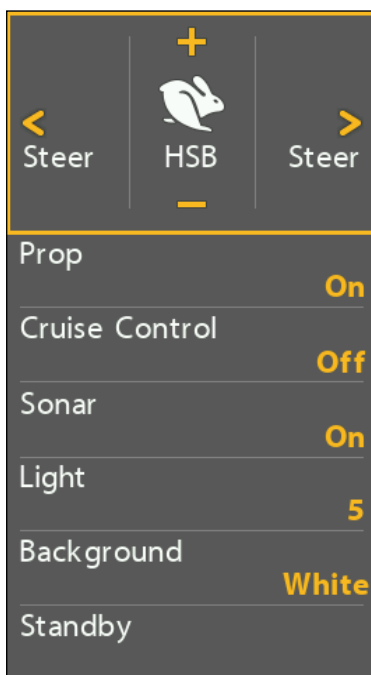 +
< >
Steer HSB Steer
−
Prop
On
Cruise Control
Off
Sonar
On
Light
5
Background
White
Standby